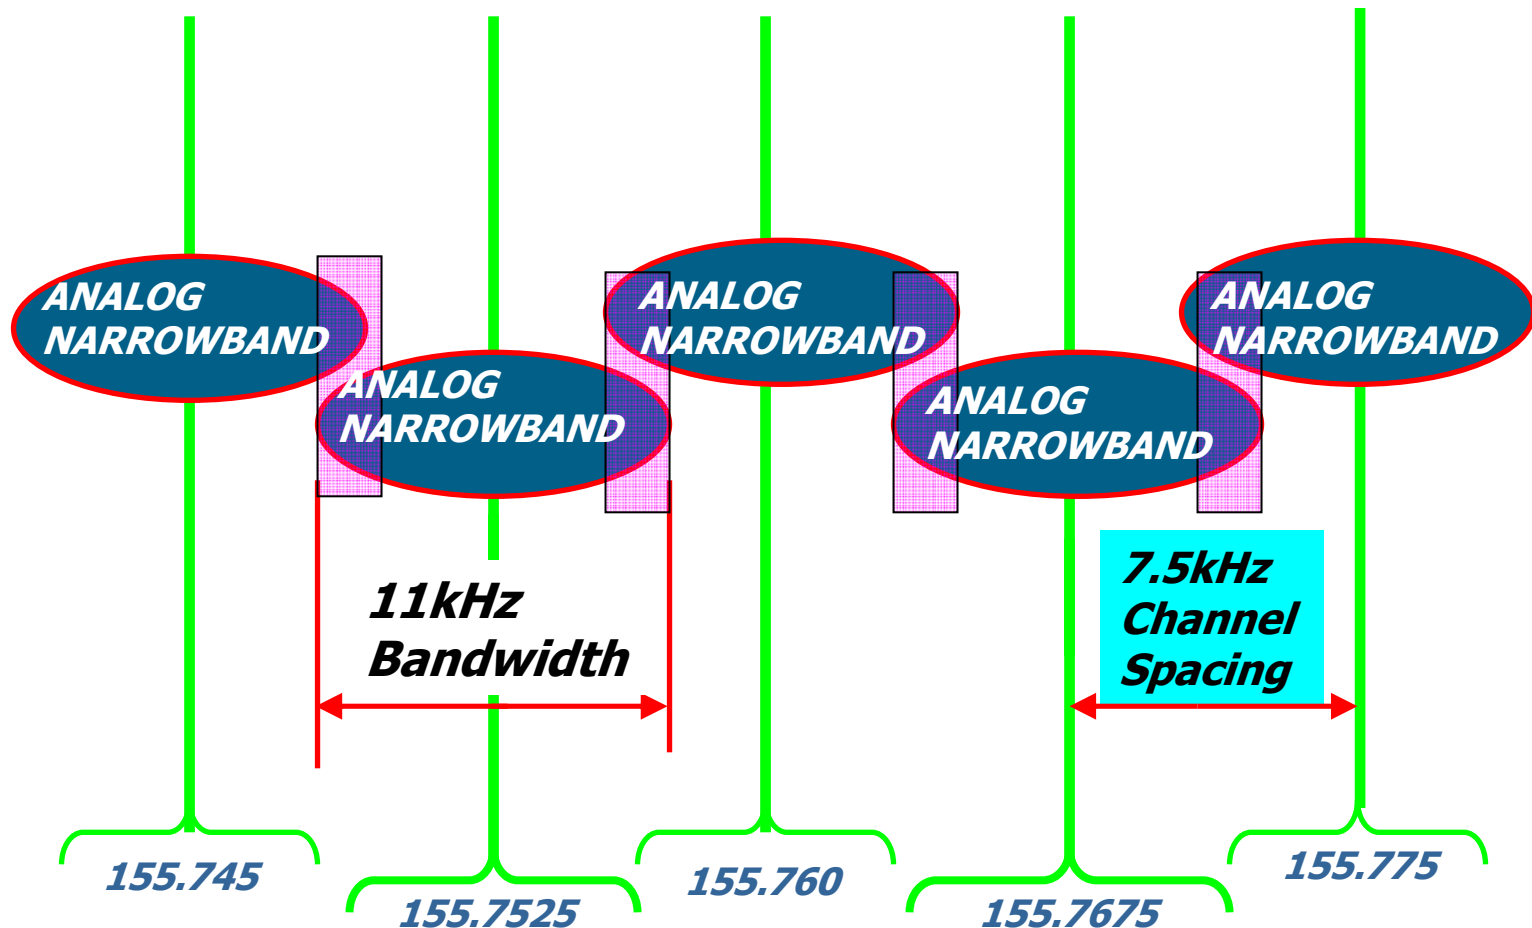 ANALOG
NARROWBAND
ANALOG
NARROWBAND
ANALOG
NARROWBAND
ANALOG
NARROWBAND
ANALOG
NARROWBAND
11kHz
Bandwidth
7.5kHz
Channel
Spacing
155.745
155.7525
155.760
155.7675
155.775